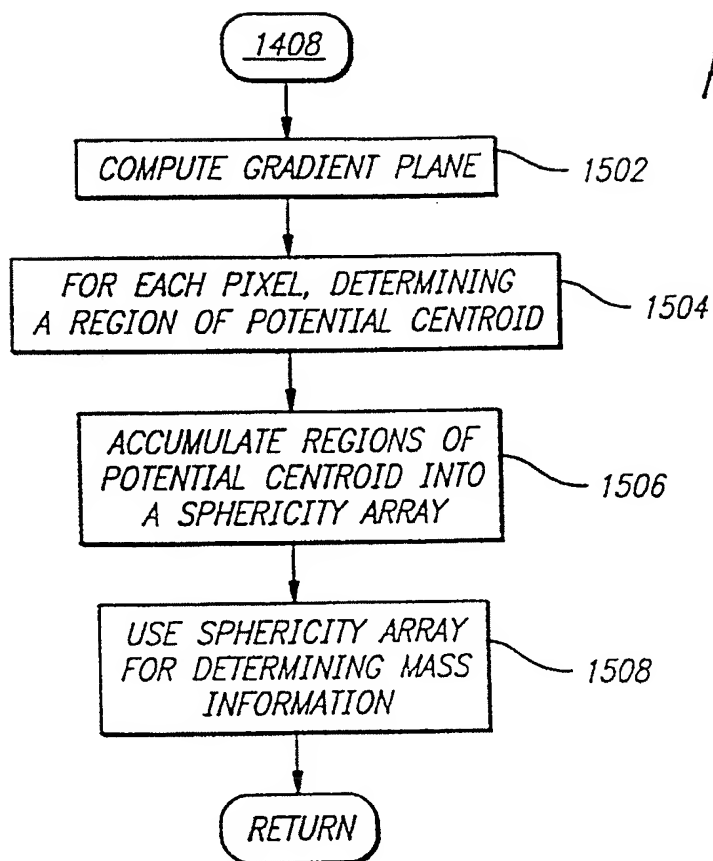 1408
COMPUTE GRADIENT PLANE
1502
FOR EACH PIXEL, DETERMINING
A REGION OF POTENTIAL CENTROID
1504
ACCUMULATE REGIONS OF
POTENTIAL CENTROID INTO
A SPHERICITY ARRAY
1506
USE SPHERICITY ARRAY
FOR DETERMINING MASS
INFORMATION
1508
RETURN